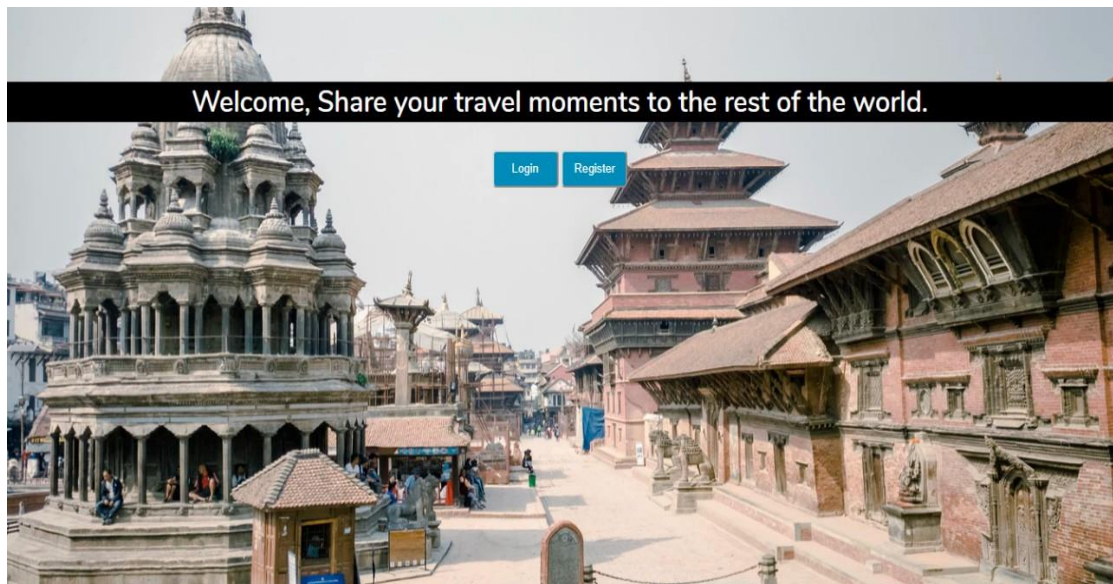 Welcome, Share your travel moments to the rest of the world.
Login
Register